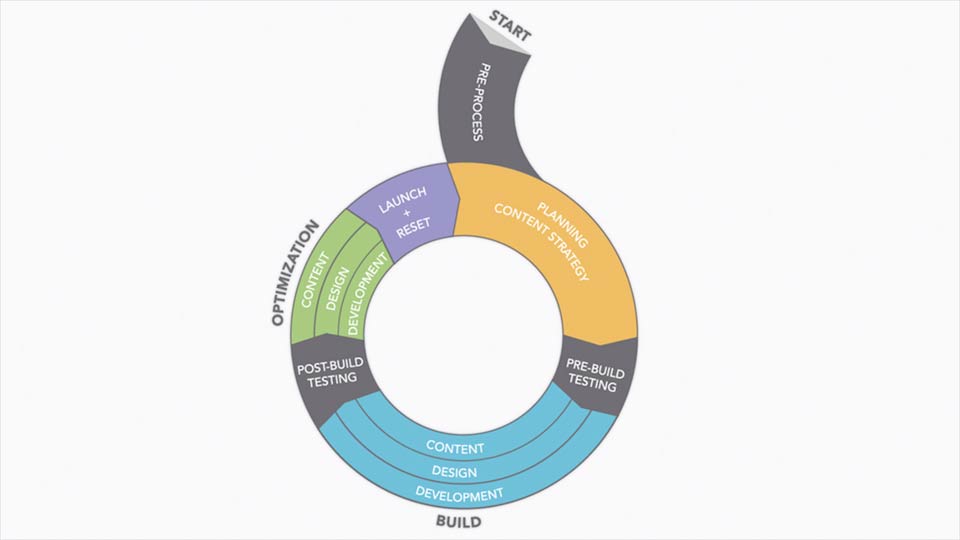 START
PRE-PROCESS
PLANNING
CONTENT STRATEGY
PRE-BUILD
TESTING
CONTENT
DESIGN
DEVELOPMENT
BUILD
POST-BUILD
TESTING
OPTIMIZATION
CONTENT
DESIGN
DEVELOPMENT
LAUNCH
+
RESET